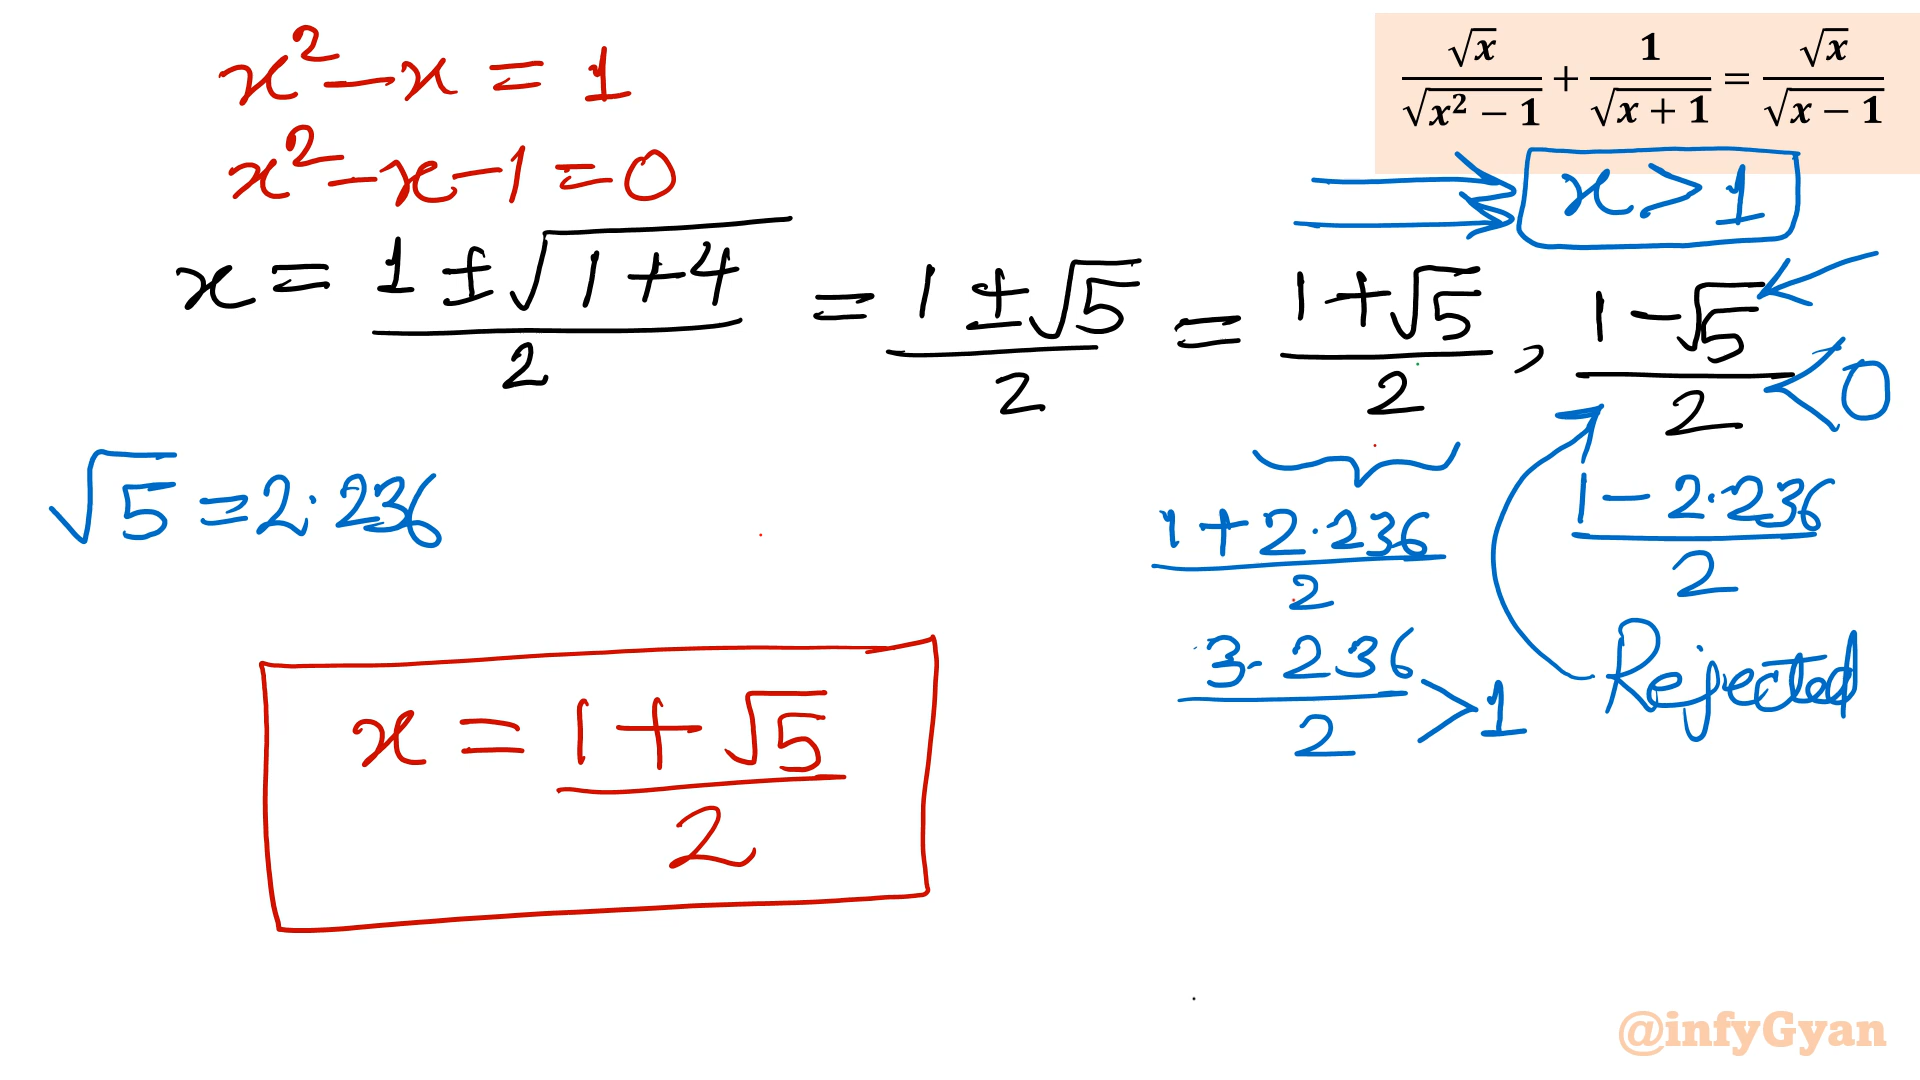 x² − x = 1
√x/√(x² − 1) + 1/√(x + 1) = √x/√(x − 1)
x² − x − 1 = 0
x > 1
x = (1 ± √(1 + 4))/2 = (1 ± √5)/2 = (1 + √5)/2 , (1 − √5)/2 < 0
√5 = 2.236
(1 + 2.236)/2
(1 − 2.236)/2
3.236/2 > 1
Rejected
x = (1 + √5)/2
@infyGyan